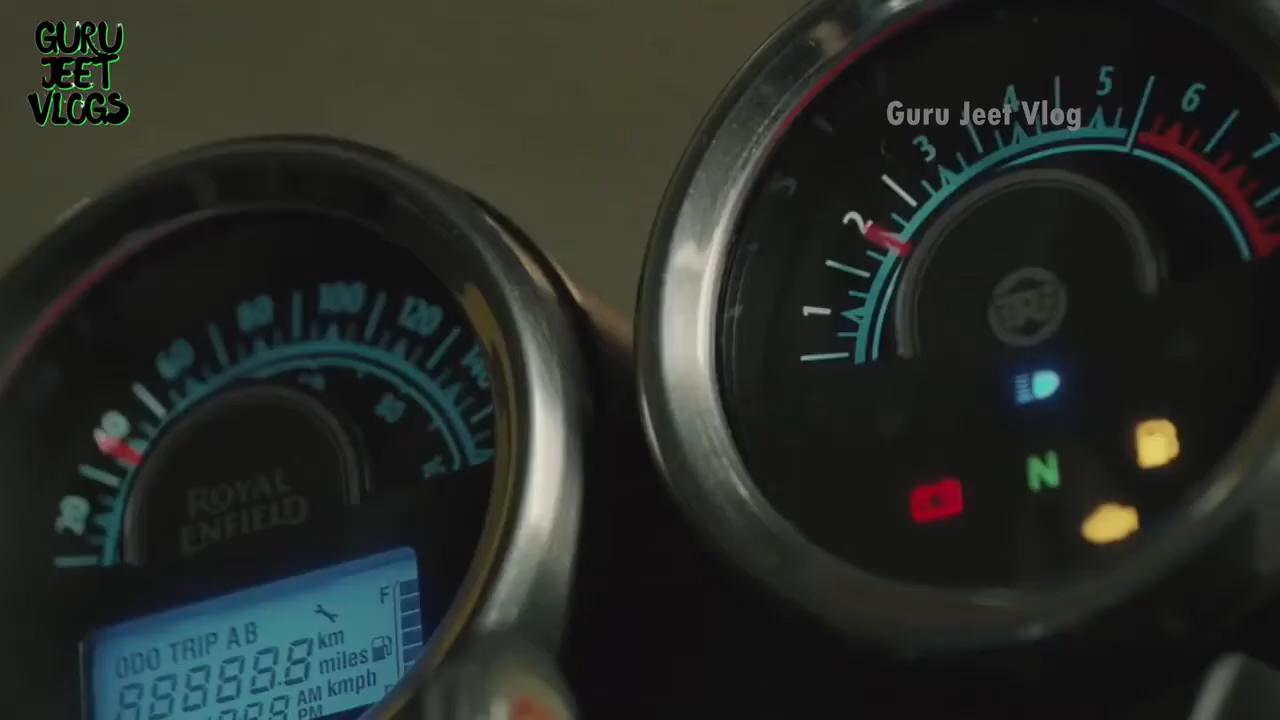 GURU
JEET
VLOGS
Guru Jeet Vlog
1
2
3
4
5
6
7
20
40
60
80
100
120
140
ROYAL
ENFIELD
ODO TRIP A B
888888.8
km
miles
F
AM
PM
kmph
N